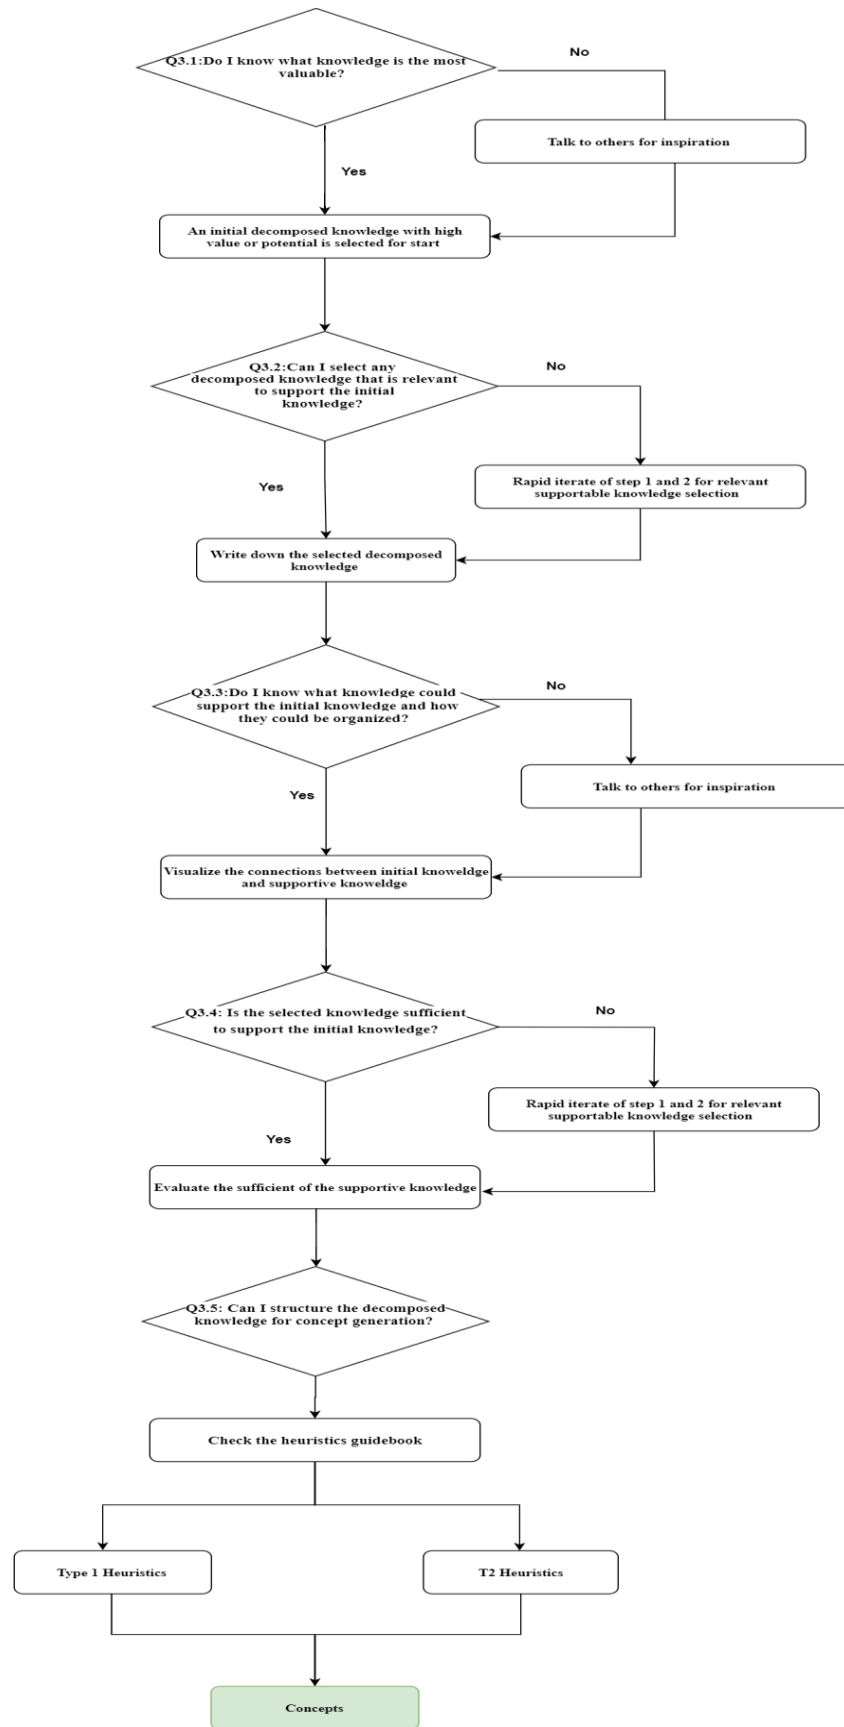 Q3.1:Do I know what knowledge is the most
valuable?
No
Talk to others for inspiration
Yes
An initial decomposed knowledge with high
value or potential is selected for start
Q3.2:Can I select any
decomposed knowledge that is relevant
to support the initial
knowledge?
No
Rapid iterate of step 1 and 2 for relevant
supportable knowledge selection
Yes
Write down the selected decomposed
knowledge
Q3.3:Do I know what knowledge could
support the initial knowledge and how
they could be organized?
No
Talk to others for inspiration
Yes
Visualize the connections between initial knoweldge
and supportive knoweldge
Q3.4: Is the selected knowledge sufficient
to support the initial knowledge?
No
Rapid iterate of step 1 and 2 for relevant
supportable knowledge selection
Yes
Evaluate the sufficient of the supportive knowledge
Q3.5: Can I structure the decomposed
knowledge for concept generation?
Check the heuristics guidebook
Type 1 Heuristics
T2 Heuristics
Concepts